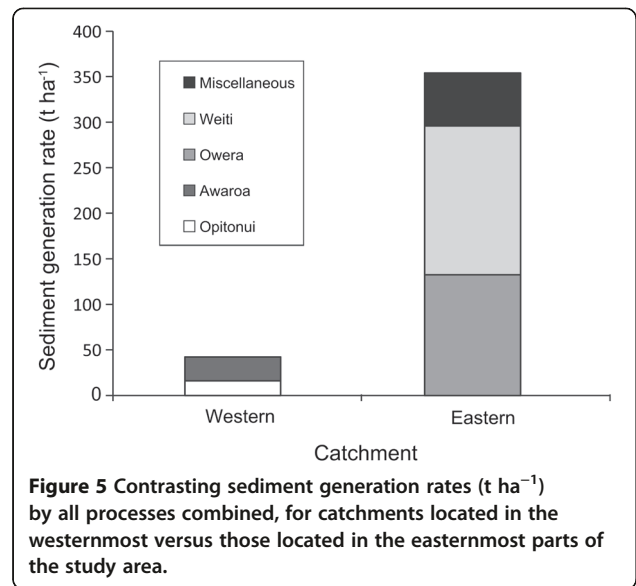 400
350
300
250
200
150
100
50
0
Sediment generation rate (t ha⁻¹)
Miscellaneous
Weiti
Owera
Awaroa
Opitonui
Western
Eastern
Catchment
Figure 5 Contrasting sediment generation rates (t ha⁻¹)
by all processes combined, for catchments located in the
westernmost versus those located in the easternmost parts of
the study area.